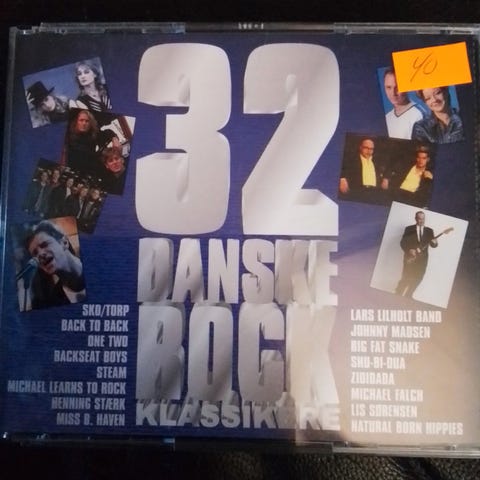 40
32
DANSKE
ROCK
KLASSIKERE
SKO/TORP
BACK TO BACK
ONE TWO
BACKSEAT BOYS
STEAM
MICHAEL LEARNS TO ROCK
HENNING STÆRK
MISS B. HAVEN
LARS LILHOLT BAND
JOHNNY MADSEN
BIG FAT SNAKE
SHU-BI-DUA
ZIDIDADA
MICHAEL FALCH
LIS SØRENSEN
NATURAL BORN HIPPIES